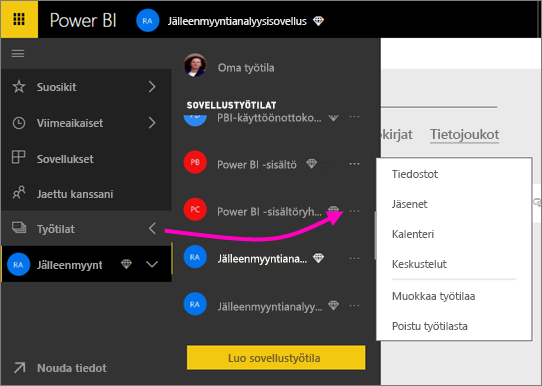 Power BI
RA Jälleenmyyntianalyysisovellus
Suosikit
Viimeaikaiset
Sovellukset
Jaettu kanssani
Työtilat
RA Jälleenmyynt
Nouda tiedot
Oma työtila
SOVELLUSTYÖTILAT
PB PBI-käyttöönottoko...
PB Power BI -sisältö
PC Power BI -sisältöryh...
RA Jälleenmyyntiana...
RA Jälleenmyyntianalyy...
Luo sovellustyötila
Tietojoukot
Tiedostot
Jäsenet
Kalenteri
Keskustelut
Muokkaa työtilaa
Poistu työtilasta